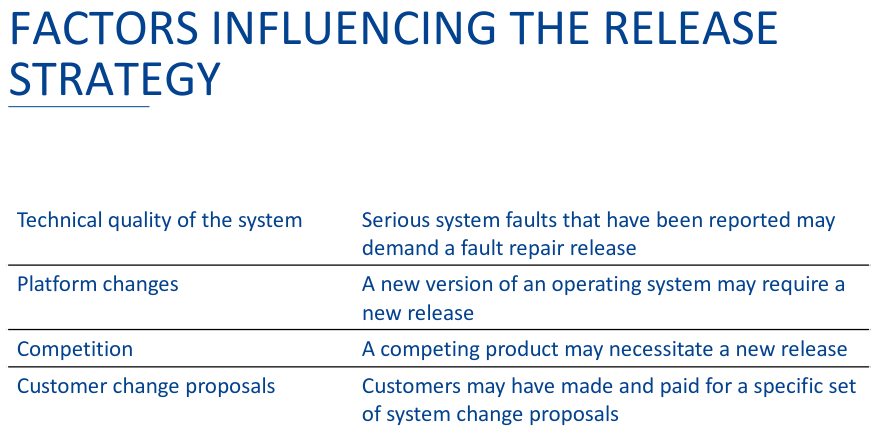 FACTORS INFLUENCING THE RELEASE
STRATEGY
Technical quality of the system
Serious system faults that have been reported may
demand a fault repair release
Platform changes
A new version of an operating system may require a
new release
Competition
A competing product may necessitate a new release
Customer change proposals
Customers may have made and paid for a specific set
of system change proposals